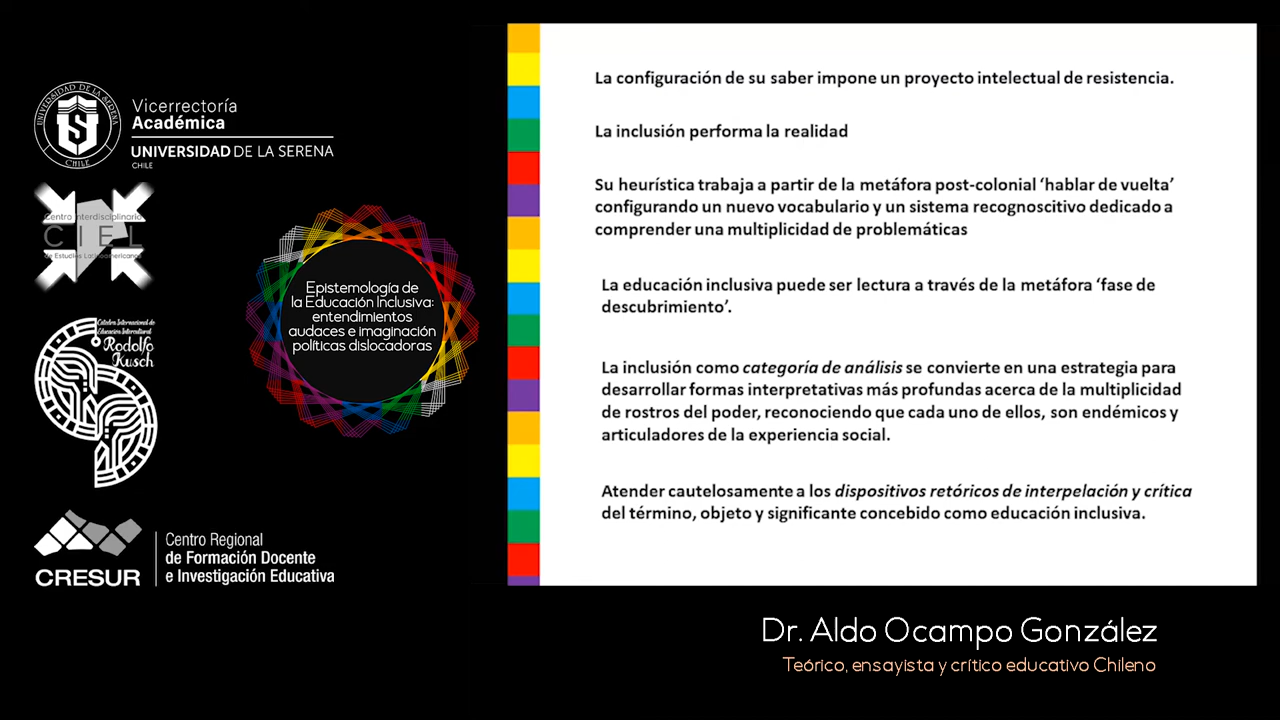 UNIVERSIDAD DE LA SERENA
CHILE
Vicerrectoría
Académica
UNIVERSIDAD DE LA SERENA
CHILE
Centro Interdisciplinario
CIEL
de Estudios Latinoamericanos
Cátedra Internacional de
Educación Intercultural
Rodolfo
Kusch
CRESUR
Centro Regional
de Formación Docente
e Investigación Educativa
Epistemología de
la Educación Inclusiva:
entendimientos
audaces e imaginación
políticas dislocadoras
La configuración de su saber impone un proyecto intelectual de resistencia.
La inclusión performa la realidad
Su heurística trabaja a partir de la metáfora post-colonial ‘hablar de vuelta’
configurando un nuevo vocabulario y un sistema recognoscitivo dedicado a
comprender una multiplicidad de problemáticas
La educación inclusiva puede ser lectura a través de la metáfora ‘fase de
descubrimiento’.
La inclusión como categoría de análisis se convierte en una estrategia para
desarrollar formas interpretativas más profundas acerca de la multiplicidad
de rostros del poder, reconociendo que cada uno de ellos, son endémicos y
articuladores de la experiencia social.
Atender cautelosamente a los dispositivos retóricos de interpelación y crítica
del término, objeto y significante concebido como educación inclusiva.
Dr. Aldo Ocampo González
Teórico, ensayista y crítico educativo Chileno